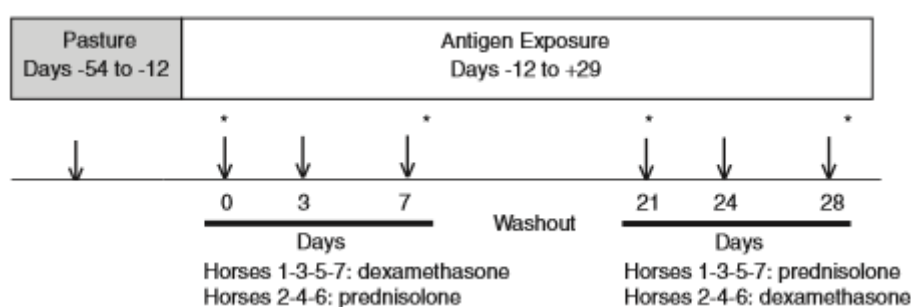 Pasture
Days -54 to -12
Antigen Exposure
Days -12 to +29
* * * *
0 3 7 21 24 28
Washout
Days Days
Horses 1-3-5-7: dexamethasone
Horses 2-4-6: prednisolone
Horses 1-3-5-7: prednisolone
Horses 2-4-6: dexamethasone